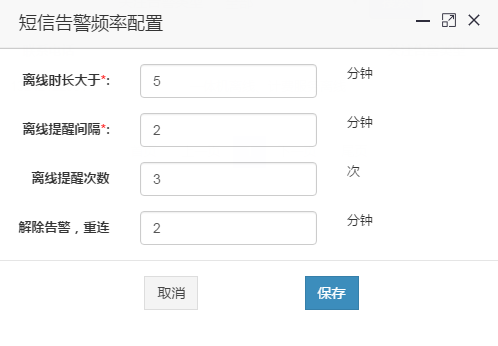 短信告警频率配置
离线时长大于*: 5 分钟
离线提醒间隔*: 2 分钟
离线提醒次数 3 次
解除告警，重连 2 分钟
取消 保存